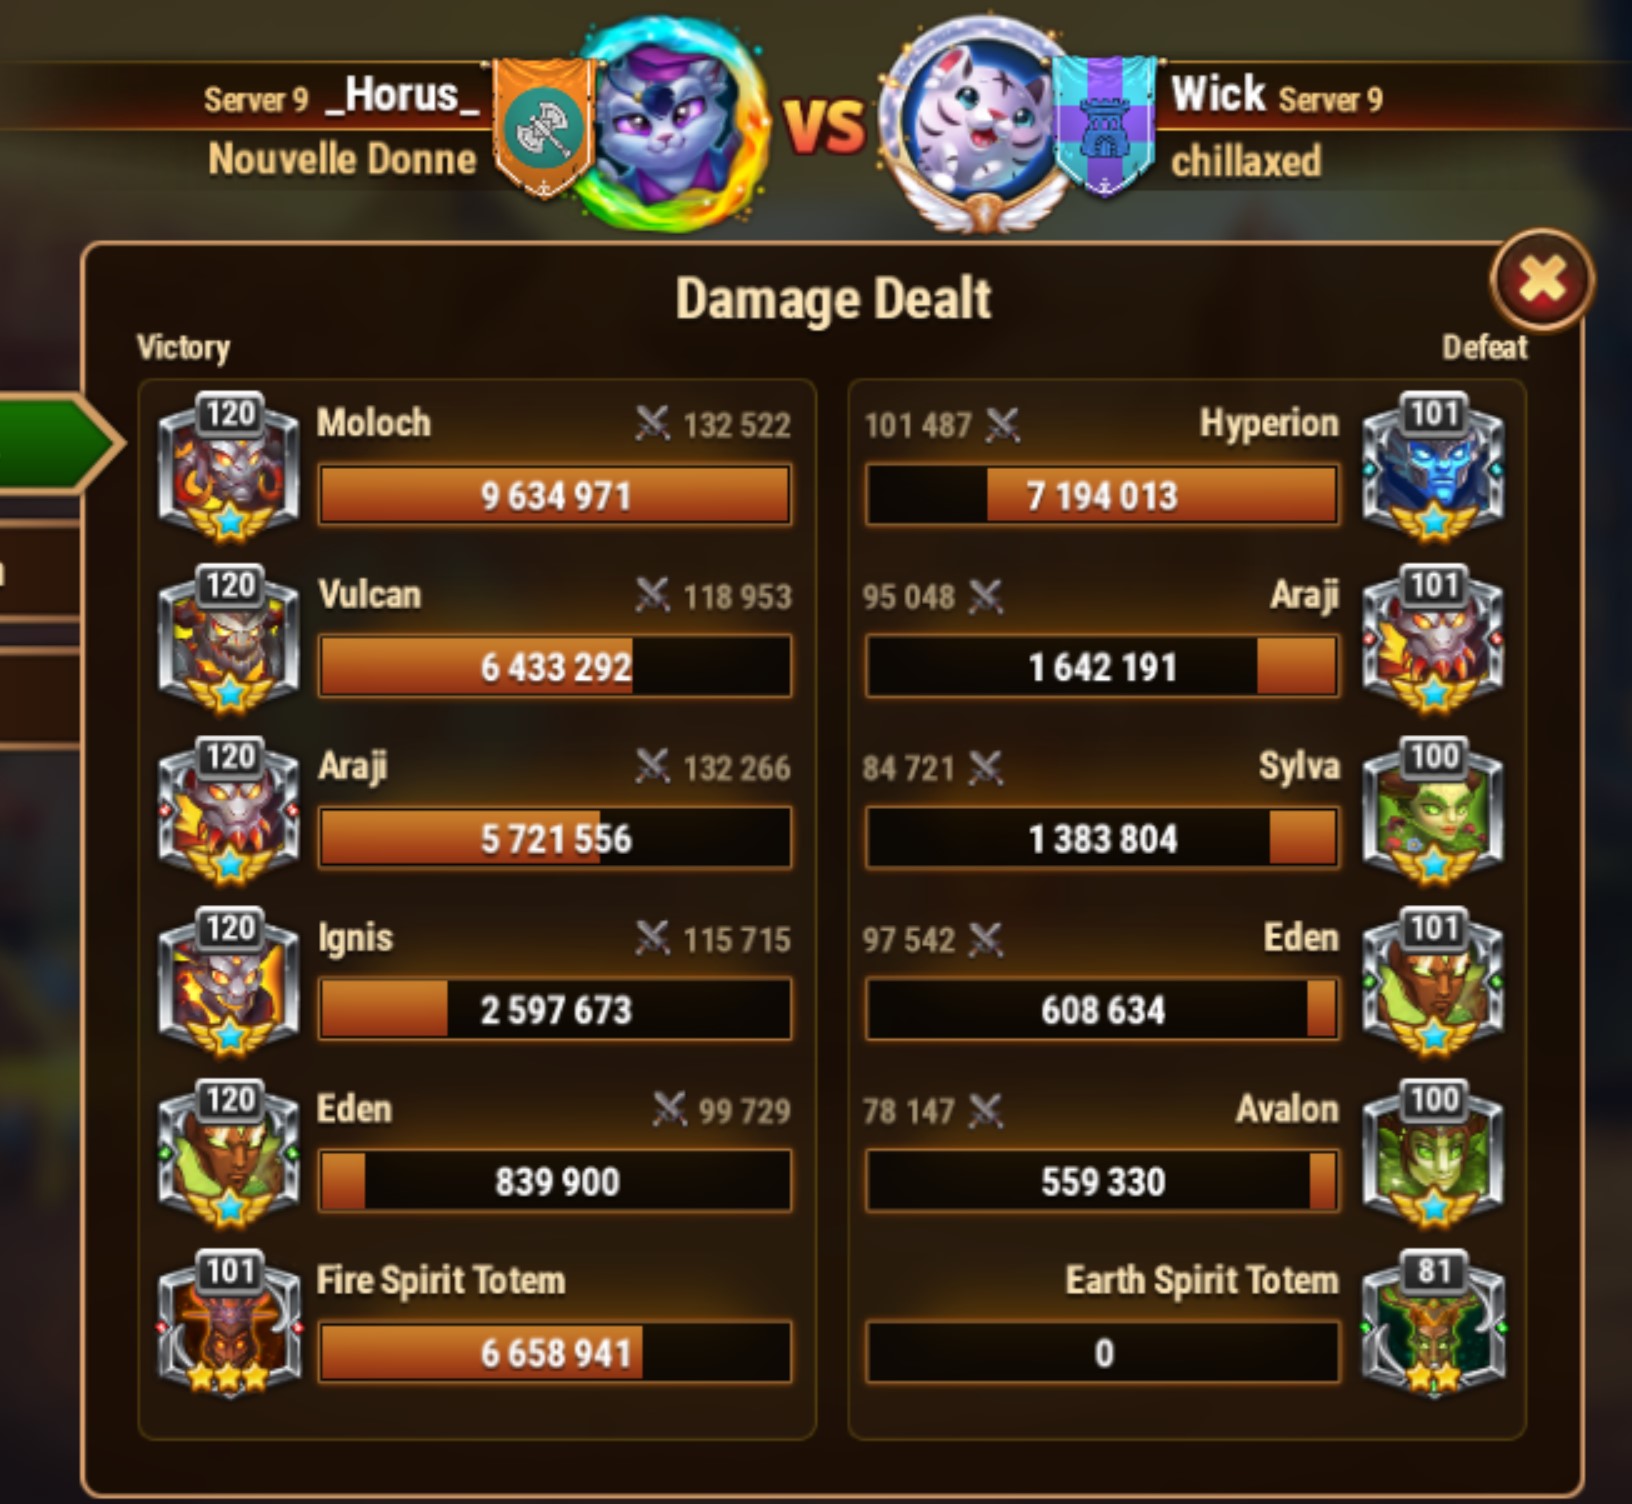 Server 9 _Horus_
Nouvelle Donne
VS
Wick Server 9
chillaxed
Damage Dealt
Victory
Defeat
120 Moloch 132 522
9 634 971
120 Vulcan 118 953
6 433 292
120 Araji 132 266
5 721 556
120 Ignis 115 715
2 597 673
120 Eden 99 729
839 900
101 Fire Spirit Totem
6 658 941
101 487 Hyperion 101
7 194 013
95 048 Araji 101
1 642 191
84 721 Sylva 100
1 383 804
97 542 Eden 101
608 634
78 147 Avalon 100
559 330
Earth Spirit Totem 81
0